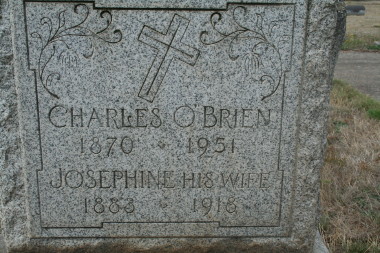 CHARLES O'BRIEN
1870 • 1951
JOSEPHINE HIS WIFE
1883 • 1918